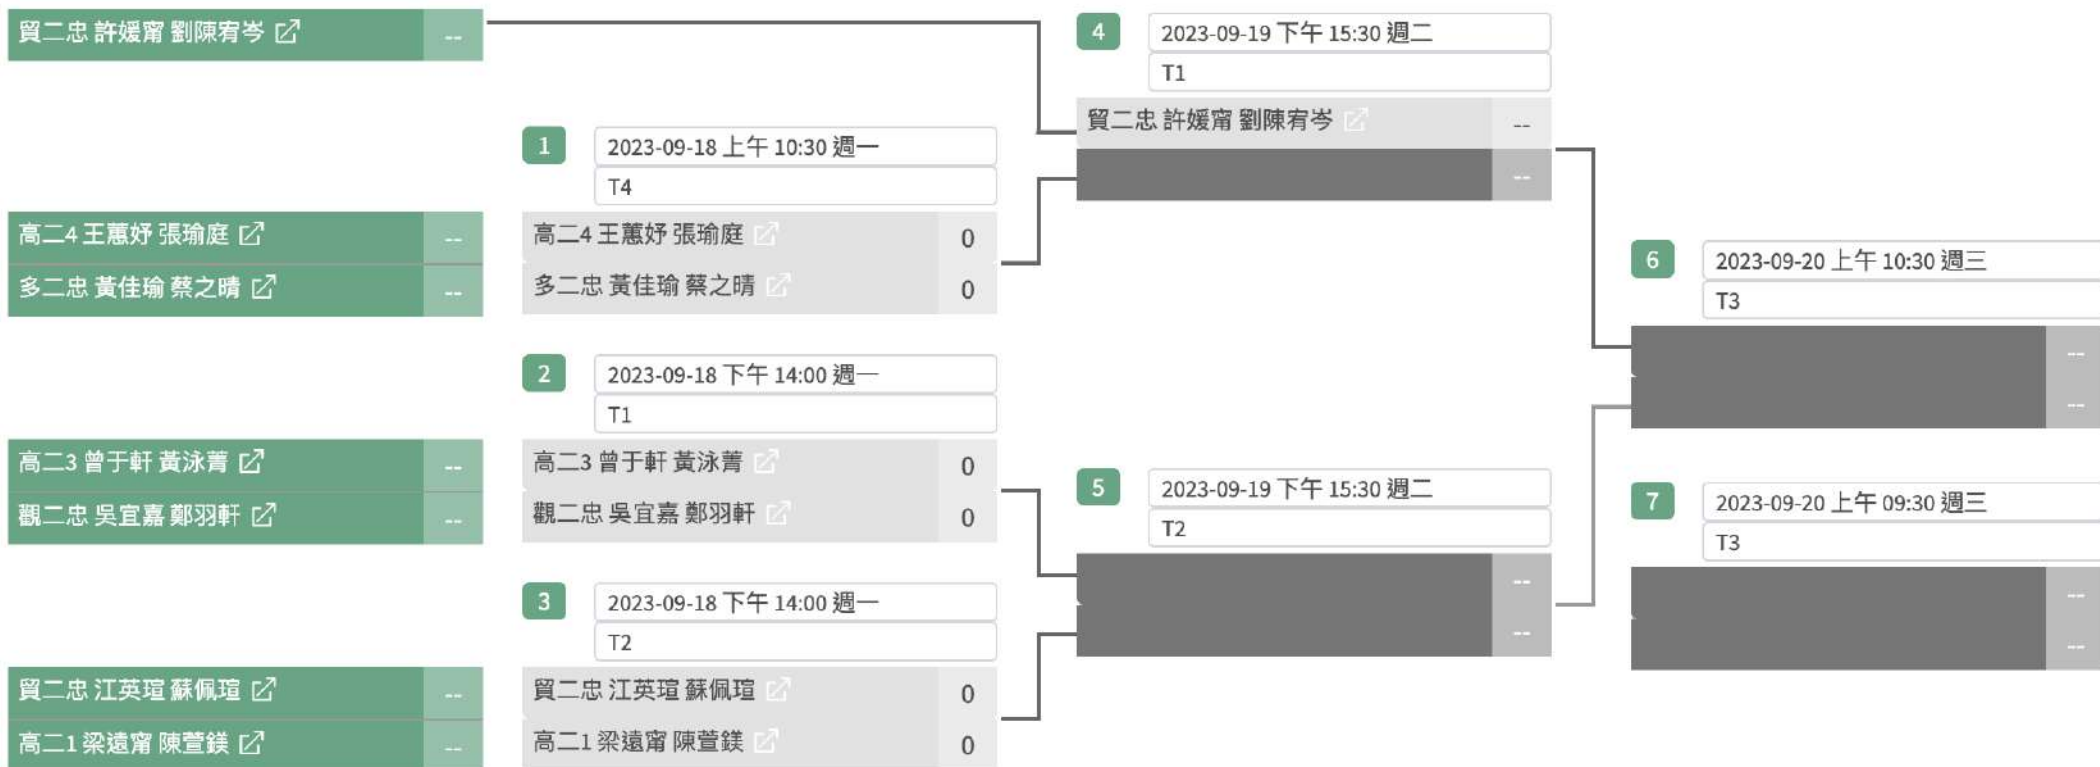 貿二忠 許媛甯 劉陳宥岑 --
高二4 王蕙妤 張瑜庭 --
多二忠 黃佳瑜 蔡之晴 --
高二3 曾于軒 黃泳菁 --
觀二忠 吳宜嘉 鄭羽軒 --
貿二忠 江英瑄 蘇佩瑄 --
高二1 梁遠甯 陳萱鎂 --
1 2023-09-18 上午 10:30 週一
T4
高二4 王蕙妤 張瑜庭 0
多二忠 黃佳瑜 蔡之晴 0
2 2023-09-18 下午 14:00 週一
T1
高二3 曾于軒 黃泳菁 0
觀二忠 吳宜嘉 鄭羽軒 0
3 2023-09-18 下午 14:00 週一
T2
貿二忠 江英瑄 蘇佩瑄 0
高二1 梁遠甯 陳萱鎂 0
4 2023-09-19 下午 15:30 週二
T1
貿二忠 許媛甯 劉陳宥岑 --
--
5 2023-09-19 下午 15:30 週二
T2
--
--
6 2023-09-20 上午 10:30 週三
T3
--
--
7 2023-09-20 上午 09:30 週三
T3
--
--